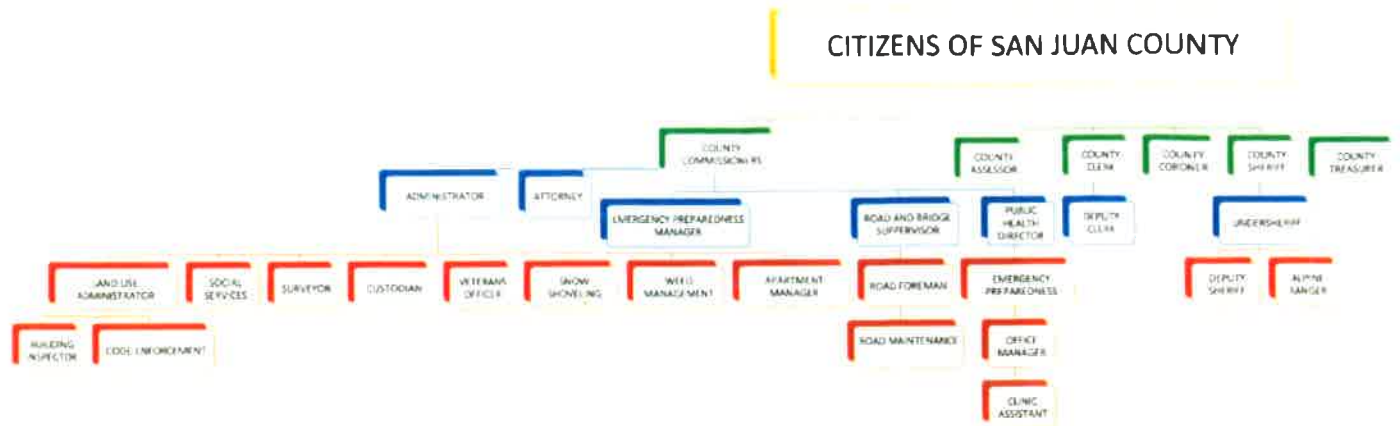 CITIZENS OF SAN JUAN COUNTY
COUNTY
COMMISSIONERS
COUNTY
ASSESSOR
COUNTY
CLERK
COUNTY
CORONER
COUNTY
SHERIFF
COUNTY
TREASURER
ADMINISTRATOR
ATTORNEY
EMERGENCY PREPAREDNESS
MANAGER
ROAD AND BRIDGE
SUPERVISOR
PUBLIC
HEALTH
DIRECTOR
DEPUTY
CLERK
UNDERSHERIFF
LAND USE
ADMINISTRATOR
SOCIAL
SERVICES
SURVEYOR
CUSTODIAN
VETERANS
OFFICER
SNOW
SHOVELING
WEED
MANAGEMENT
APARTMENT
MANAGER
ROAD FOREMAN
EMERGENCY
PREPAREDNESS
DEPUTY
SHERIFF
ALPINE
RANGER
BUILDING
INSPECTOR
CODE ENFORCEMENT
ROAD MAINTENANCE
OFFICE
MANAGER
CLINIC
ASSISTANT